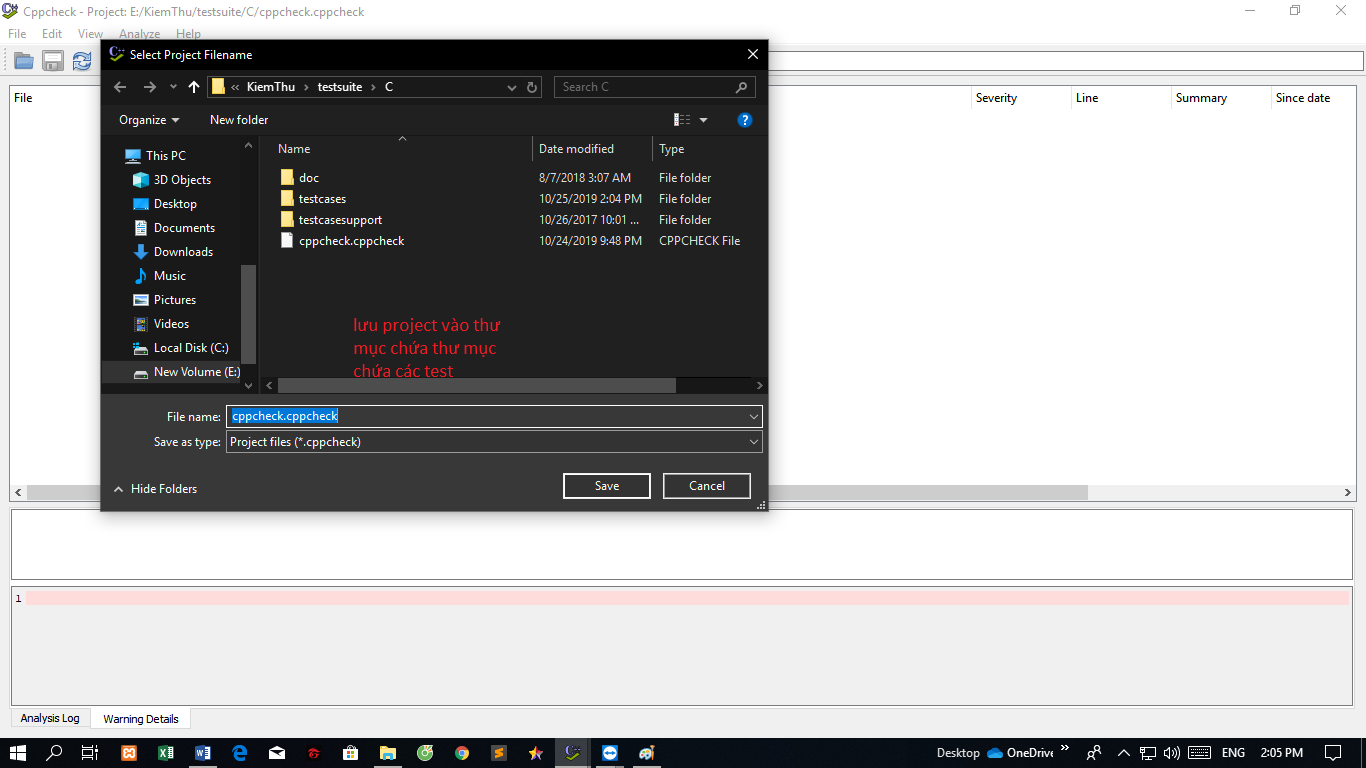 Cppcheck - Project: E:/KiemThu/testsuite/C/cppcheck.cppcheck
File Edit View Analyze Help
Select Project Filename
« KiemThu › testsuite › C
Search C
Organize
New folder
This PC
3D Objects
Desktop
Documents
Downloads
Music
Pictures
Videos
Local Disk (C:)
New Volume (E:)
Name Date modified Type
doc 8/7/2018 3:07 AM File folder
testcases 10/25/2019 2:04 PM File folder
testcasesupport 10/26/2017 10:01 ... File folder
cppcheck.cppcheck 10/24/2019 9:48 PM CPPCHECK File
lưu project vào thư
mục chứa thư mục
chứa các test
File name: cppcheck.cppcheck
Save as type: Project files (*.cppcheck)
Hide Folders
Save Cancel
File Severity Line Summary Since date
1
Analysis Log Warning Details
Desktop OneDrive » ENG 2:05 PM